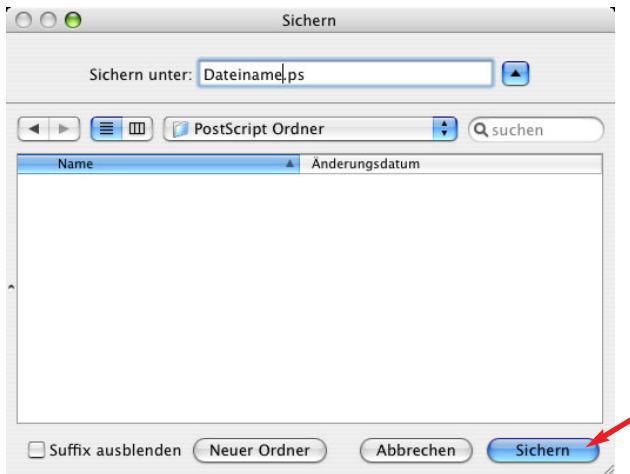 Sichern
Sichern unter: Dateiname.ps
PostScript Ordner suchen
Name Änderungsdatum
Suffix ausblenden Neuer Ordner Abbrechen Sichern